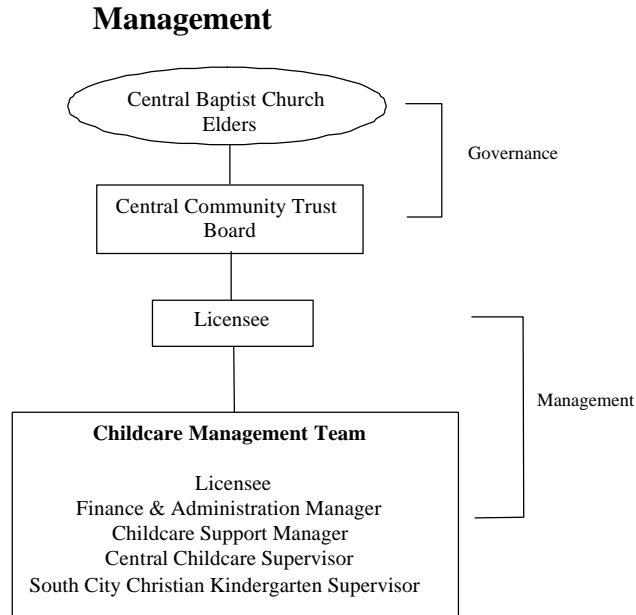 Management
Central Baptist Church
Elders
Governance
Central Community Trust
Board
Licensee
Management
Childcare Management Team
Licensee
Finance & Administration Manager
Childcare Support Manager
Central Childcare Supervisor
South City Christian Kindergarten Supervisor